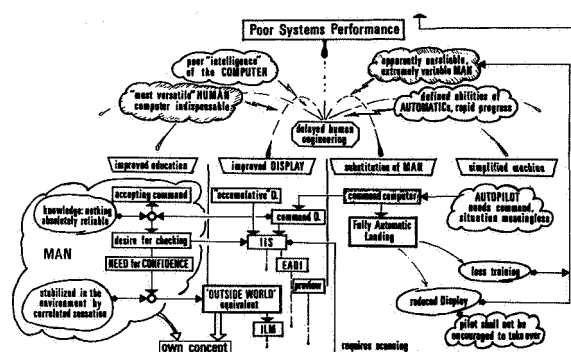 Poor Systems Performance
poor "intelligence"
of the COMPUTER
"apparently unreliable,
extremely variable MAN"
"most versatile" HUMAN
computer indispensable
defined abilities of
AUTOMATICs, rapid progress
delayed human
engineering
improved education
improved DISPLAY
substitution of MAN
simplified machine
accepting command
"accumulative" D.
command computer
AUTOPILOT
needs command,
situation meaningless
knowledge: nothing
absolutely reliable
command D.
Fully Automatic
Landing
desire for checking
IIS
MAN
NEED for CONFIDENCE
EADI
less training
preview
stabilized in the
environment by
correlated sensation
"OUTSIDE WORLD"
equivalent
reduced Display
ILM
pilot shall not be
encouraged to take over
own concept
requires scanning